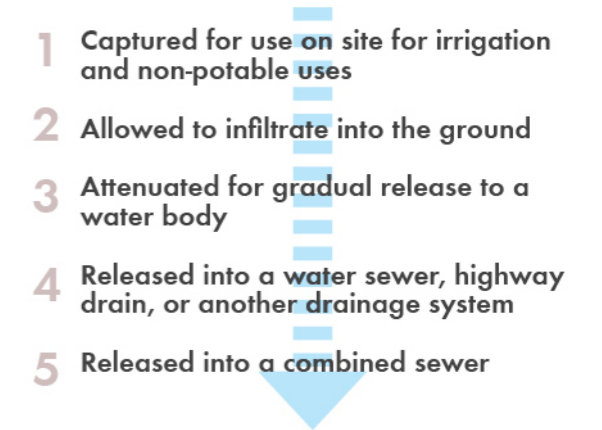 1 Captured for use on site for irrigation
and non-potable uses
2 Allowed to infiltrate into the ground
3 Attenuated for gradual release to a
water body
4 Released into a water sewer, highway
drain, or another drainage system
5 Released into a combined sewer